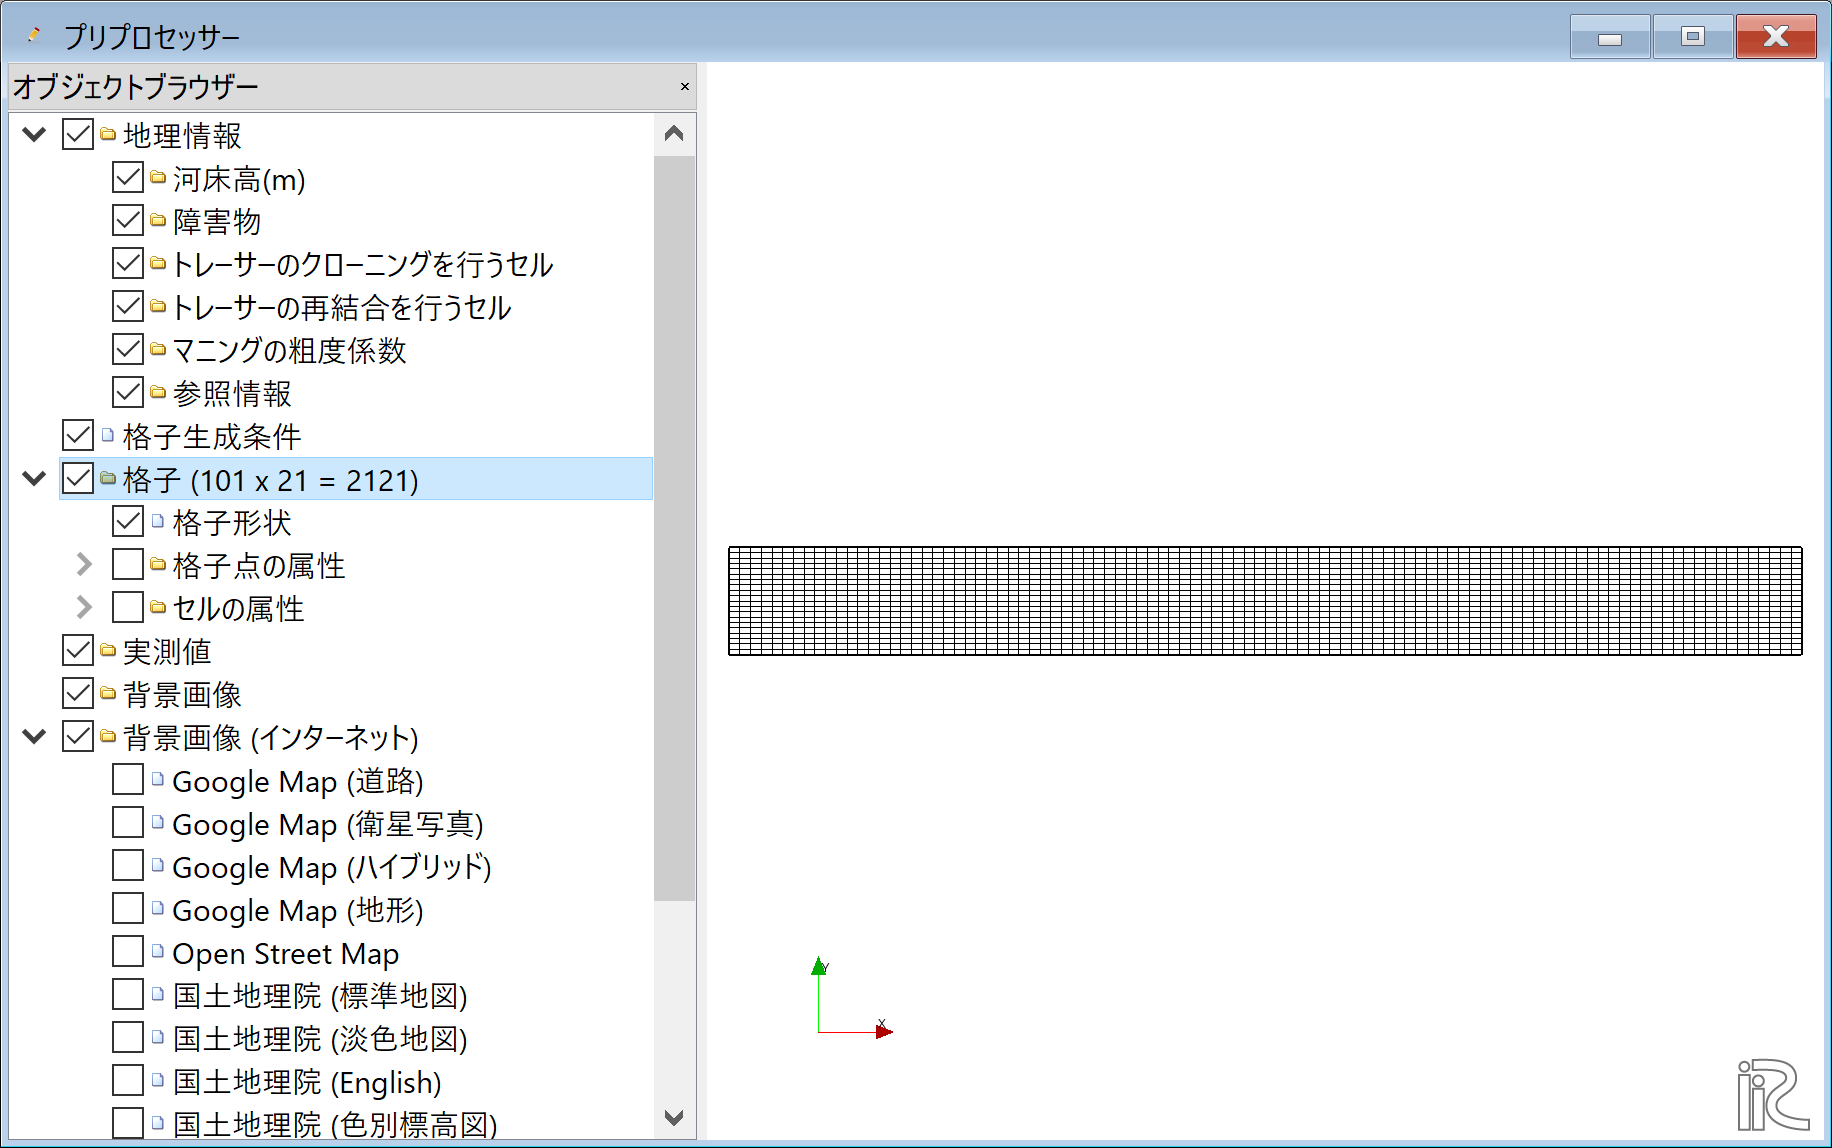 プリプロセッサー
オブジェクトブラウザー
地理情報
河床高(m)
障害物
トレーサーのクローニングを行うセル
トレーサーの再結合を行うセル
マニングの粗度係数
参照情報
格子生成条件
格子 (101 x 21 = 2121)
格子形状
格子点の属性
セルの属性
実測値
背景画像
背景画像 (インターネット)
Google Map (道路)
Google Map (衛星写真)
Google Map (ハイブリッド)
Google Map (地形)
Open Street Map
国土地理院 (標準地図)
国土地理院 (淡色地図)
国土地理院 (English)
国土地理院 (色別標高図)
Y
X
iRIC